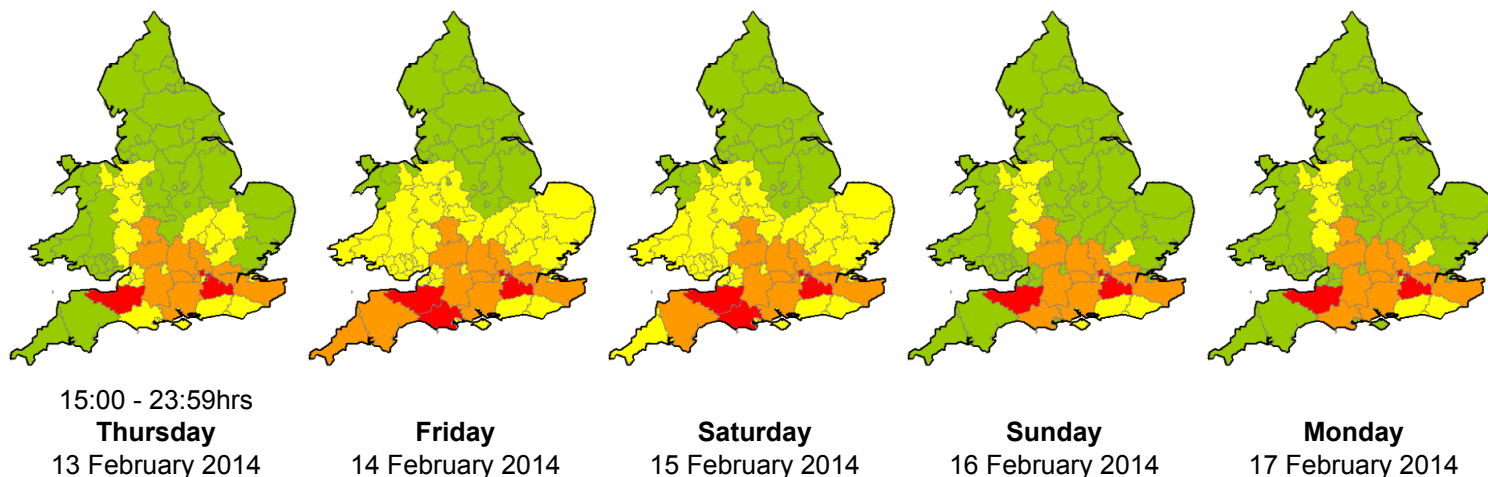 15:00 - 23:59hrs
Thursday
13 February 2014
Friday
14 February 2014
Saturday
15 February 2014
Sunday
16 February 2014
Monday
17 February 2014